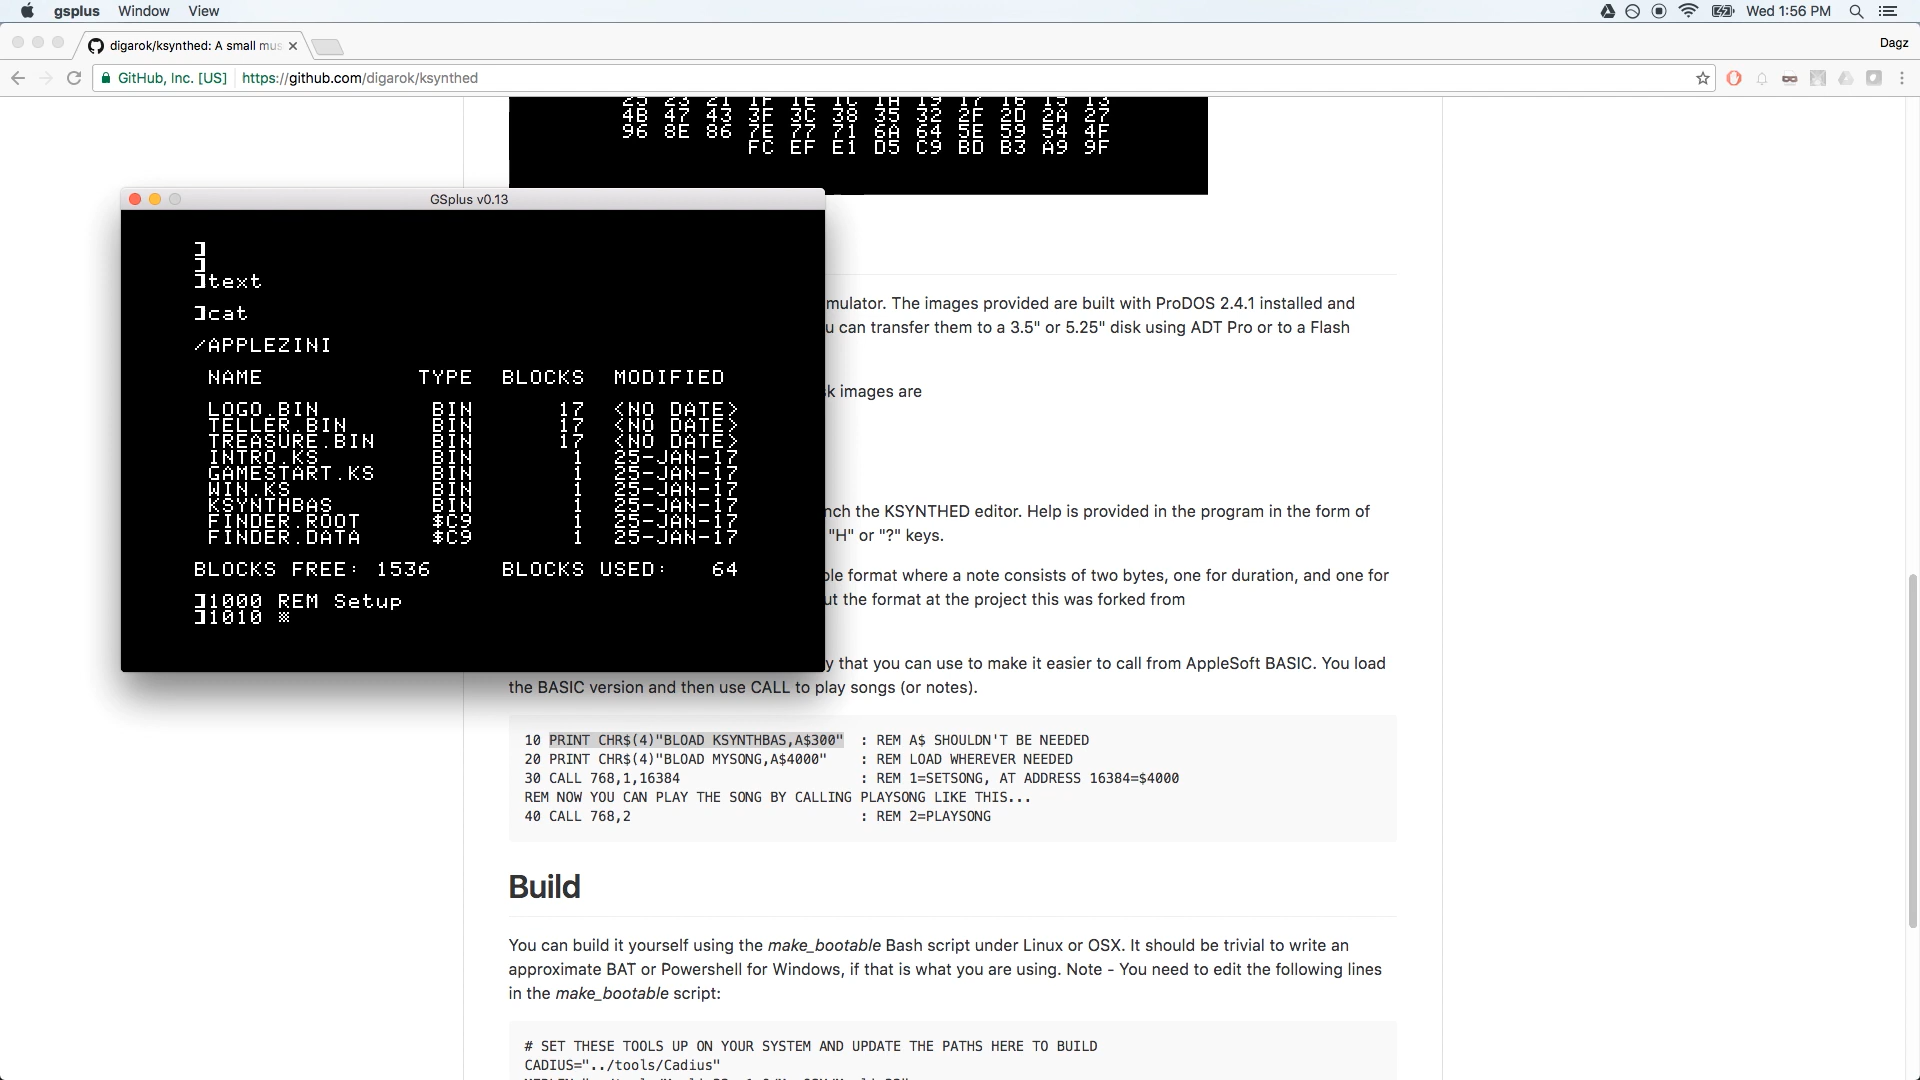 gsplus Window View
Wed 1:56 PM
digarok/ksynthed: A small mus
Dagz
GitHub, Inc. [US] https://github.com/digarok/ksynthed
25 23 21 1F 1E 1C 1A 19 17 16 15 13
4B 47 43 3F 3C 38 35 32 2F 2D 2A 27
96 8E 86 7E 77 71 6A 64 5E 59 54 4F
FC EF E1 D5 C9 BD B3 A9 9F
GSplus v0.13
]
]
]text
]cat
/APPLEZINI
NAME TYPE BLOCKS MODIFIED
LOGO.BIN BIN 17 <NO DATE>
TELLER.BIN BIN 17 <NO DATE>
TREASURE.BIN BIN 17 <NO DATE>
INTRO.KS BIN 1 25-JAN-17
GAMESTART.KS BIN 1 25-JAN-17
WIN.KS BIN 1 25-JAN-17
KSYNTHBAS BIN 1 25-JAN-17
FINDER.ROOT $C9 1 25-JAN-17
FINDER.DATA $C9 1 25-JAN-17
BLOCKS FREE: 1536 BLOCKS USED: 64
]1000 REM Setup
]1010
mulator. The images provided are built with ProDOS 2.4.1 installed and
u can transfer them to a 3.5" or 5.25" disk using ADT Pro or to a Flash
k images are
nch the KSYNTHED editor. Help is provided in the program in the form of
"H" or "?" keys.
ple format where a note consists of two bytes, one for duration, and one for
ut the format at the project this was forked from
y that you can use to make it easier to call from AppleSoft BASIC. You load
the BASIC version and then use CALL to play songs (or notes).
10 PRINT CHR$(4)"BLOAD KSYNTHBAS,A$300" : REM A$ SHOULDN'T BE NEEDED
20 PRINT CHR$(4)"BLOAD MYSONG,A$4000" : REM LOAD WHEREVER NEEDED
30 CALL 768,1,16384 : REM 1=SETSONG, AT ADDRESS 16384=$4000
REM NOW YOU CAN PLAY THE SONG BY CALLING PLAYSONG LIKE THIS...
40 CALL 768,2 : REM 2=PLAYSONG
Build
You can build it yourself using the make_bootable Bash script under Linux or OSX. It should be trivial to write an
approximate BAT or Powershell for Windows, if that is what you are using. Note - You need to edit the following lines
in the make_bootable script:
# SET THESE TOOLS UP ON YOUR SYSTEM AND UPDATE THE PATHS HERE TO BUILD
CADIUS="../tools/Cadius"